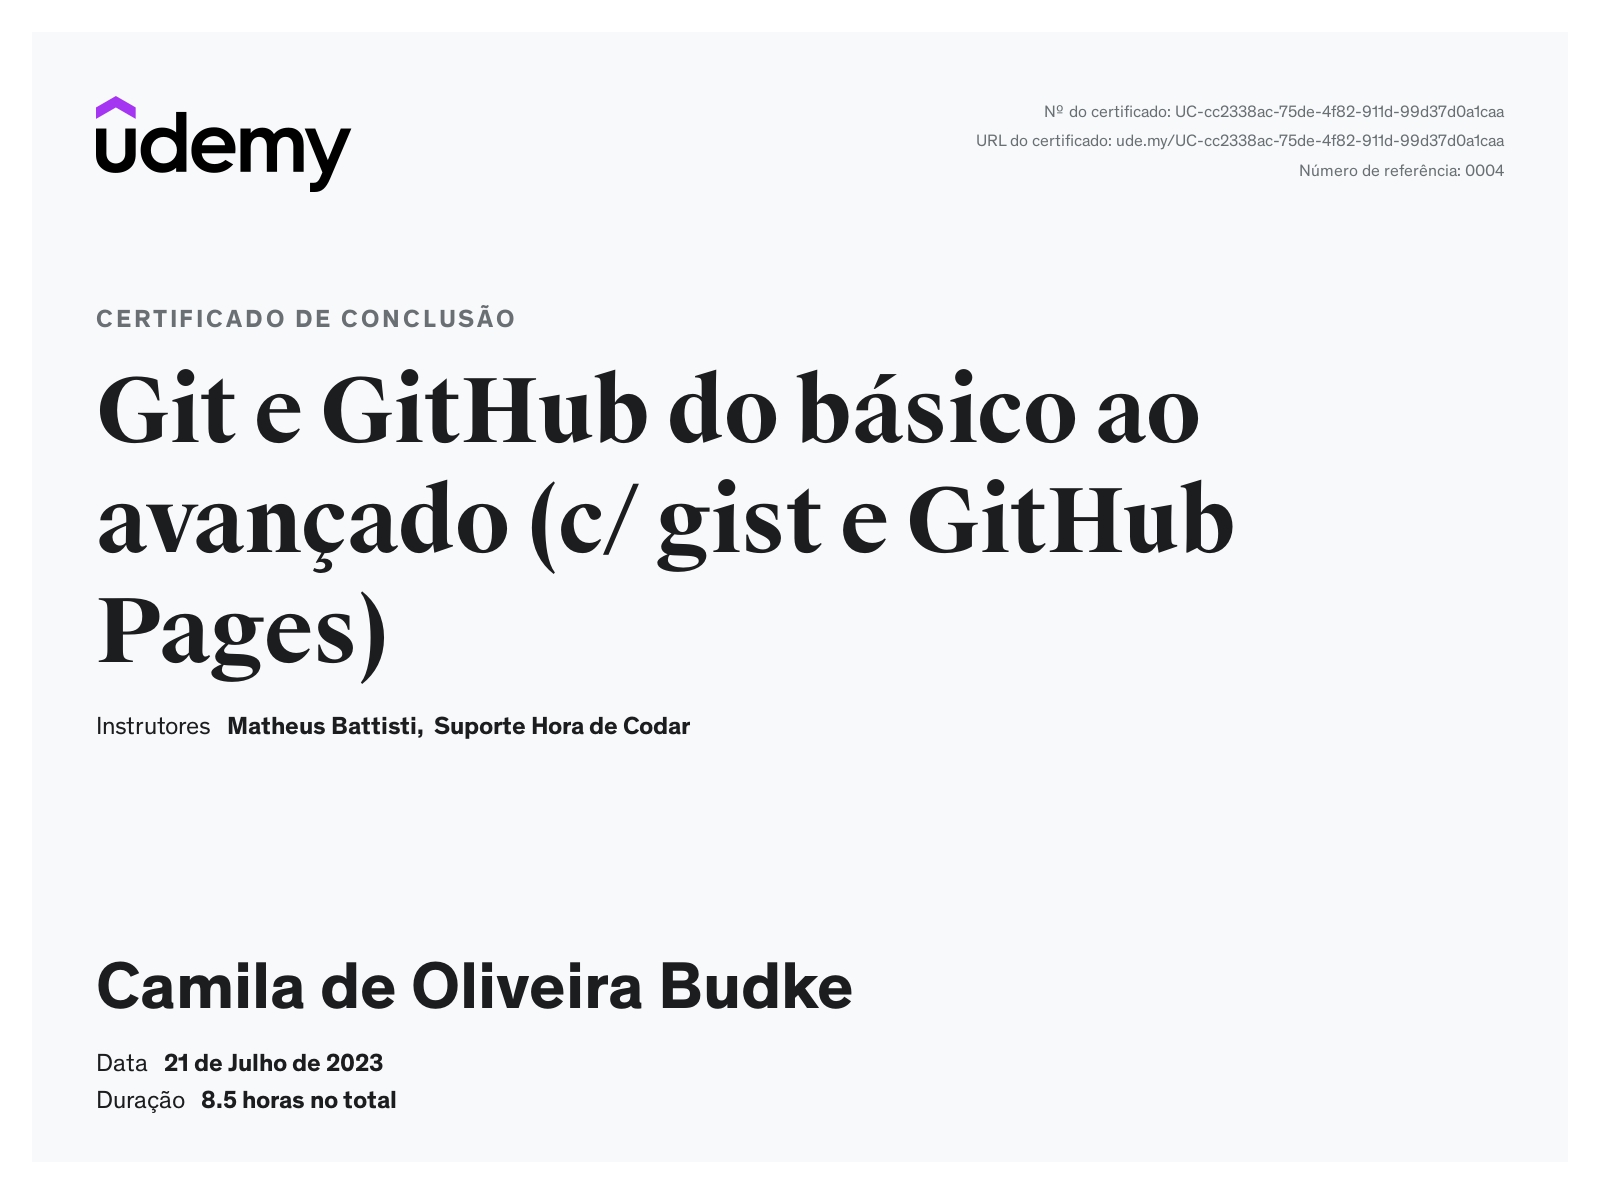 udemy
Nº do certificado: UC-cc2338ac-75de-4f82-911d-99d37d0a1caa
URL do certificado: ude.my/UC-cc2338ac-75de-4f82-911d-99d37d0a1caa
Número de referência: 0004
CERTIFICADO DE CONCLUSÃO
Git e GitHub do básico ao
avançado (c/ gist e GitHub
Pages)
Instrutores Matheus Battisti, Suporte Hora de Codar
Camila de Oliveira Budke
Data 21 de Julho de 2023
Duração 8.5 horas no total